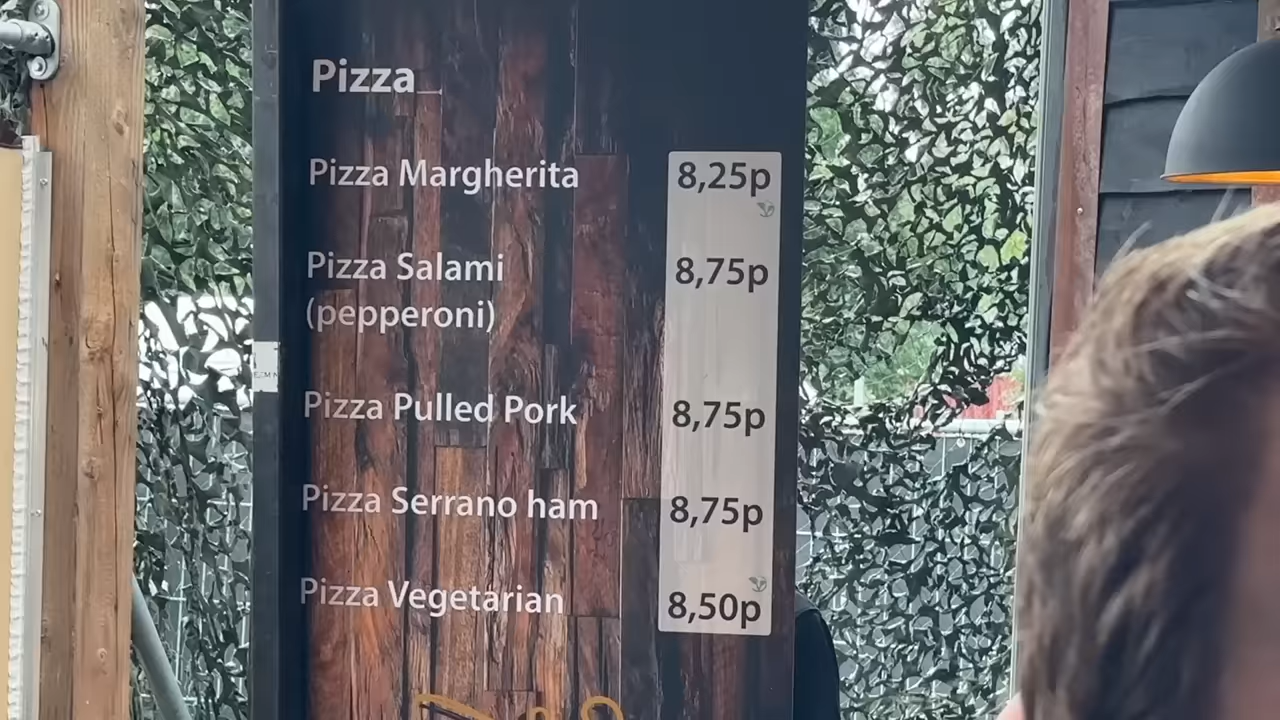 Pizza
Pizza Margherita 8,25p
Pizza Salami 8,75p
(pepperoni)
Pizza Pulled Pork 8,75p
Pizza Serrano ham 8,75p
Pizza Vegetarian 8,50p